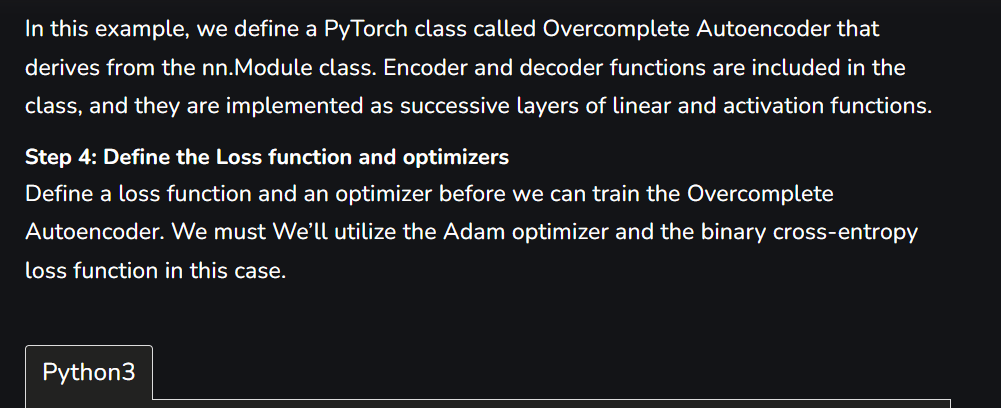 In this example, we define a PyTorch class called Overcomplete Autoencoder that
derives from the nn.Module class. Encoder and decoder functions are included in the
class, and they are implemented as successive layers of linear and activation functions.
Step 4: Define the Loss function and optimizers
Define a loss function and an optimizer before we can train the Overcomplete
Autoencoder. We must We’ll utilize the Adam optimizer and the binary cross-entropy
loss function in this case.
Python3